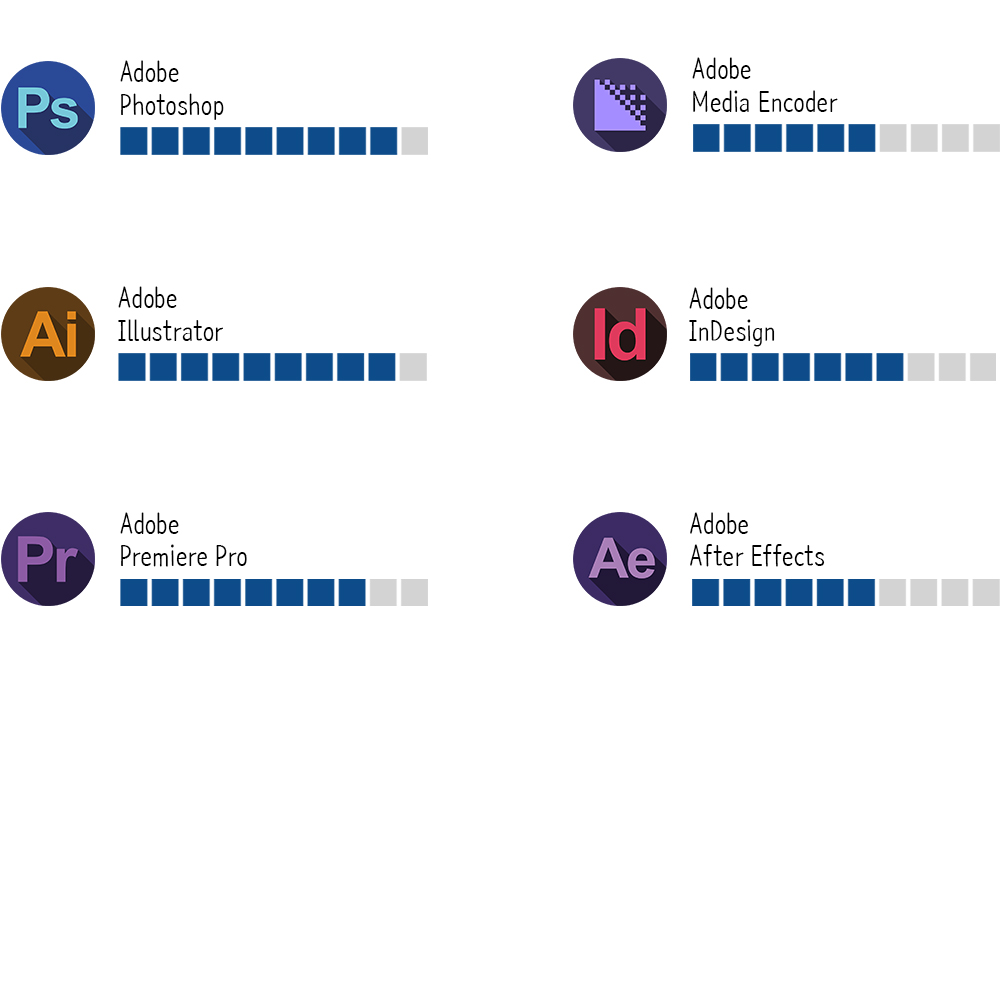 Ps
Adobe
Photoshop
Adobe
Media Encoder
Ai
Adobe
Illustrator
Id
Adobe
InDesign
Pr
Adobe
Premiere Pro
Ae
Adobe
After Effects